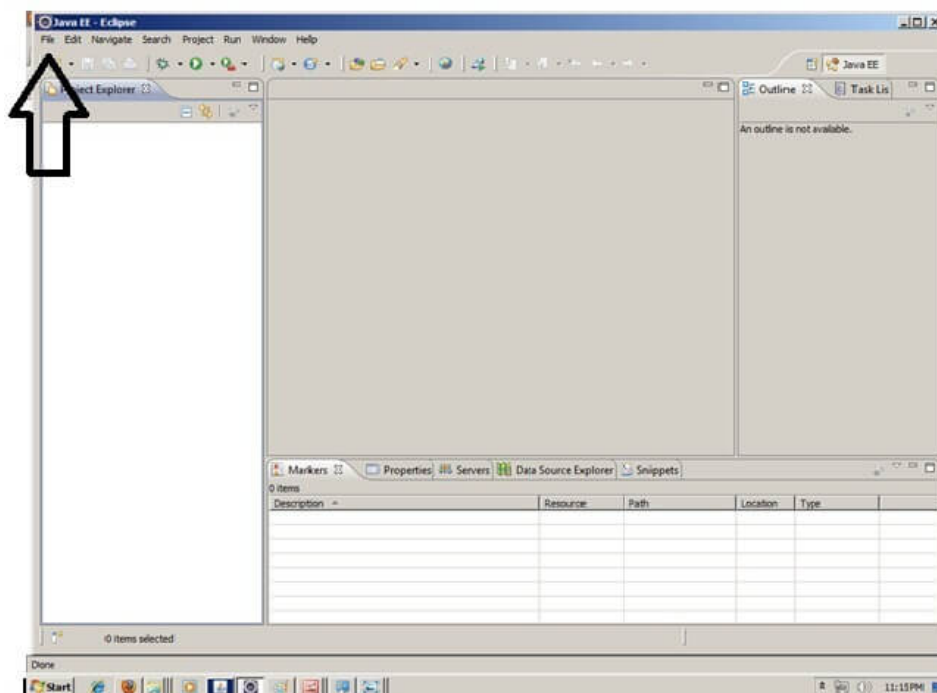 Java EE - Eclipse
File Edit Navigate Search Project Run Window Help
Java EE
Project Explorer
Outline Task Lis
An outline is not available.
Markers Properties Servers Data Source Explorer Snippets
0 items
Description Resource Path Location Type
0 items selected
Done
Start 11:15PM